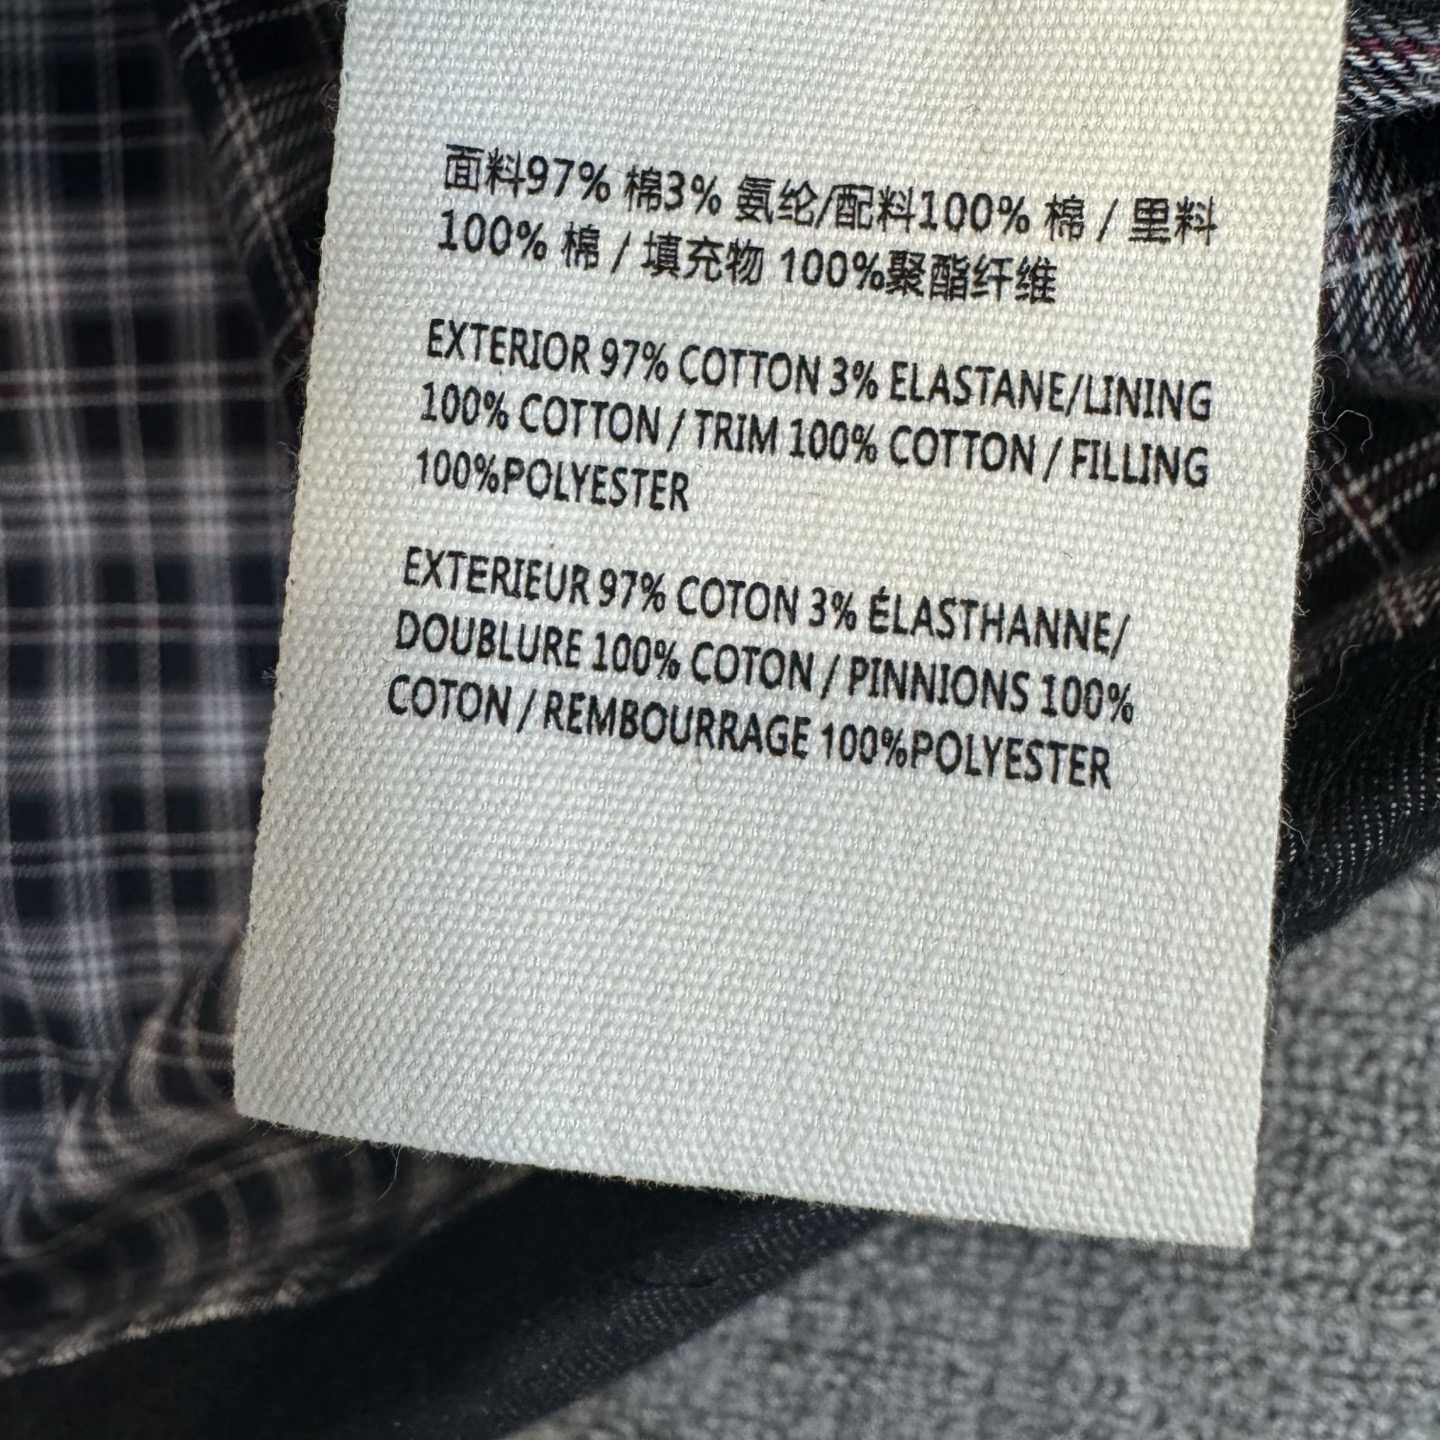 面料97% 棉3% 氨纶/配料100% 棉 / 里料
100% 棉 / 填充物 100%聚酯纤维
EXTERIOR 97% COTTON 3% ELASTANE/LINING
100% COTTON / TRIM 100% COTTON / FILLING
100%POLYESTER
EXTERIEUR 97% COTON 3% ÉLASTHANNE/
DOUBLURE 100% COTON / PINNIONS 100%
COTON / REMBOURRAGE 100%POLYESTER